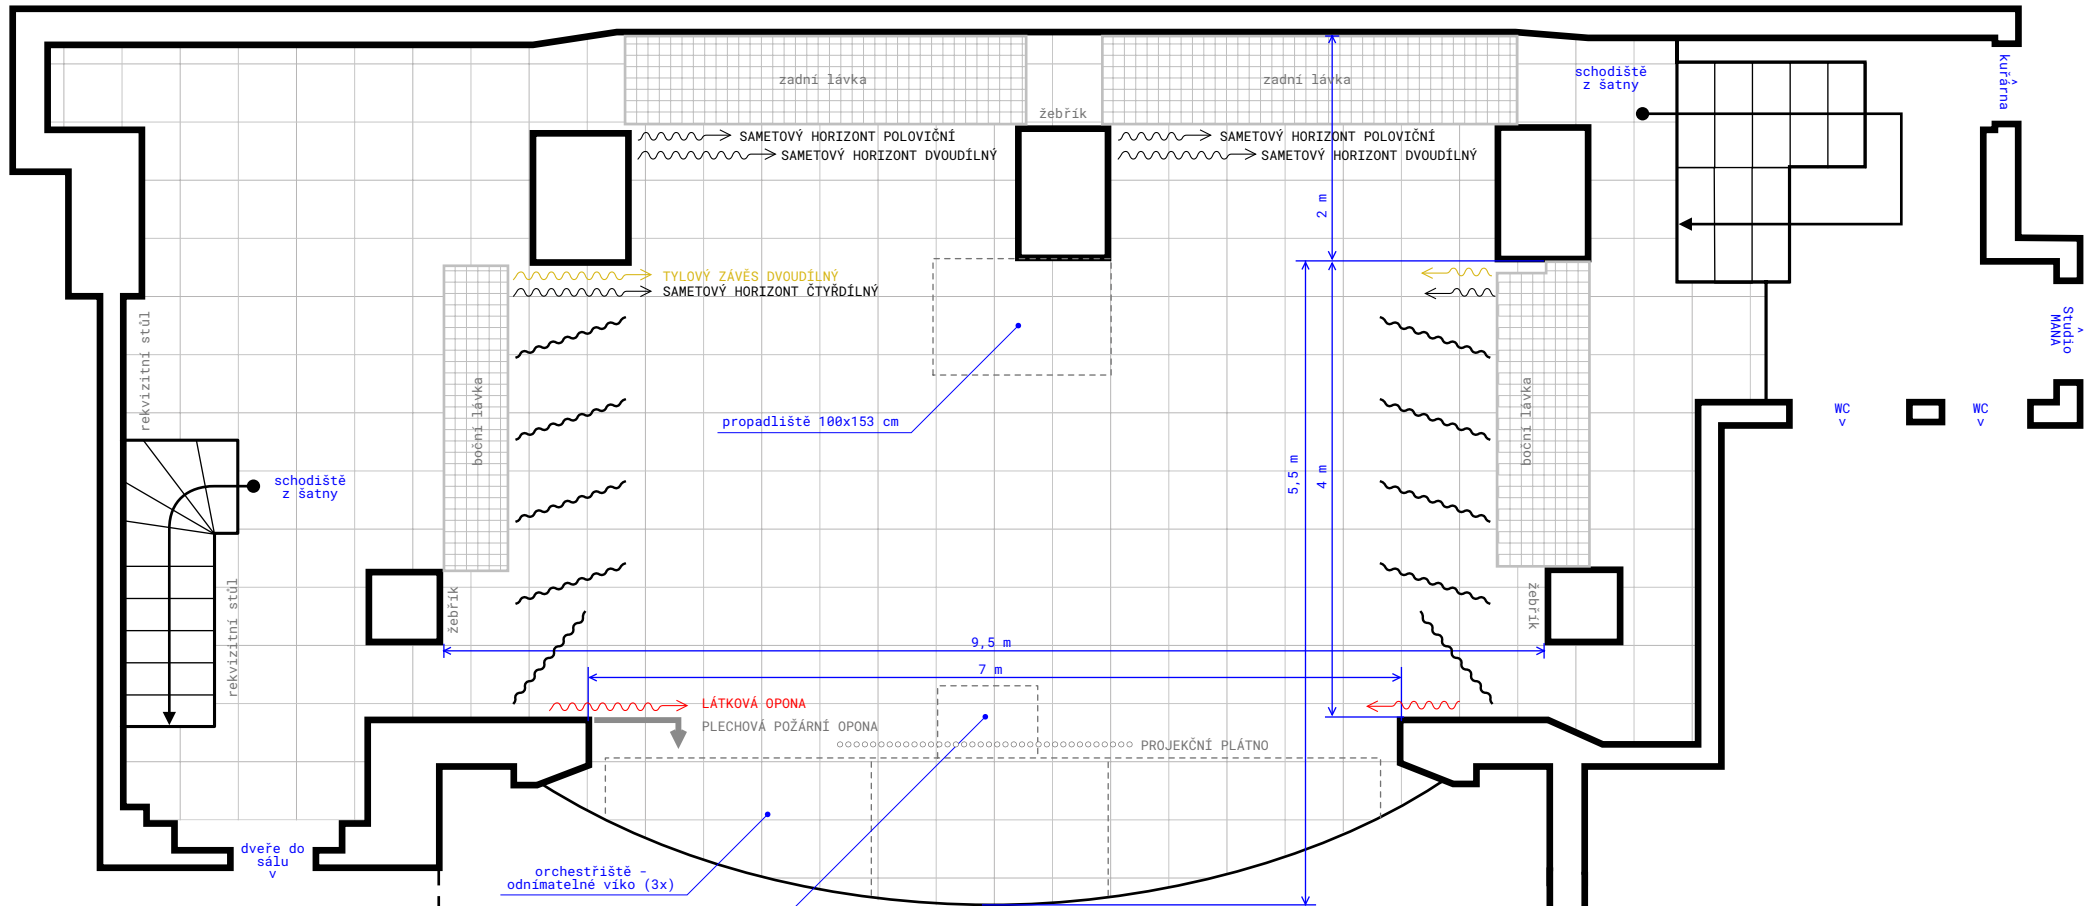 zadní lávka
zadní lávka
schodiště
z šatny
kuřárna
^
žebřík
SAMETOVÝ HORIZONT POLOVIČNÍ
SAMETOVÝ HORIZONT DVOUDÍLNÝ
SAMETOVÝ HORIZONT POLOVIČNÍ
SAMETOVÝ HORIZONT DVOUDÍLNÝ
2 m
TYLOVÝ ZÁVĚS DVOUDÍLNÝ
SAMETOVÝ HORIZONT ČTYŘDÍLNÝ
rekvizitní stůl
Studio
MANA
^
boční lávka
boční lávka
propadliště 100x153 cm
WC
v
WC
v
5,5 m
4 m
schodiště
z šatny
rekvizitní stůl
žebřík
žebřík
9,5 m
7 m
LÁTKOVÁ OPONA
PLECHOVÁ POŽÁRNÍ OPONA
PROJEKČNÍ PLÁTNO
dveře do
sálu
v
orchestřiště -
odnímatelné víko (3x)